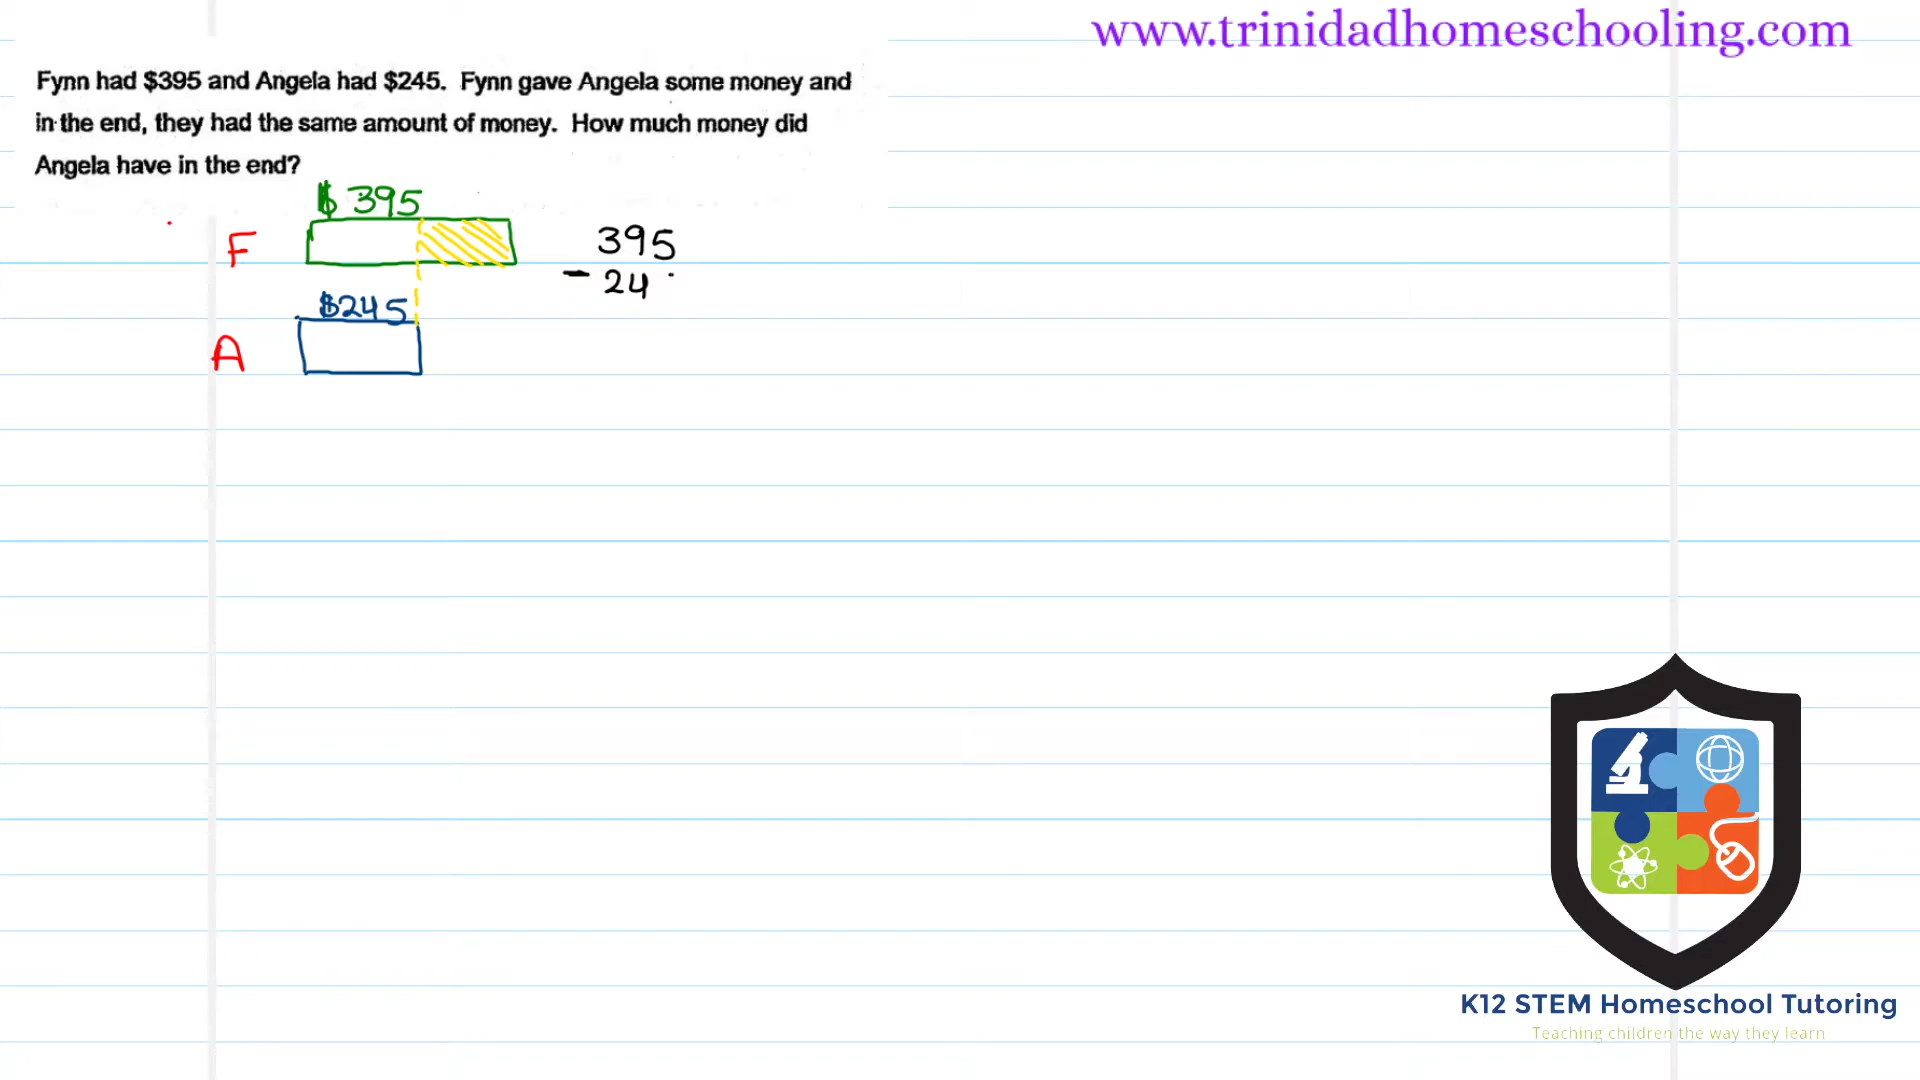 www.trinidadhomeschooling.com
Fynn had $395 and Angela had $245. Fynn gave Angela some money and
in the end, they had the same amount of money. How much money did
Angela have in the end?
$ 395
F
395
- 24
$245
A
K12 STEM Homeschool Tutoring
Teaching children the way they learn